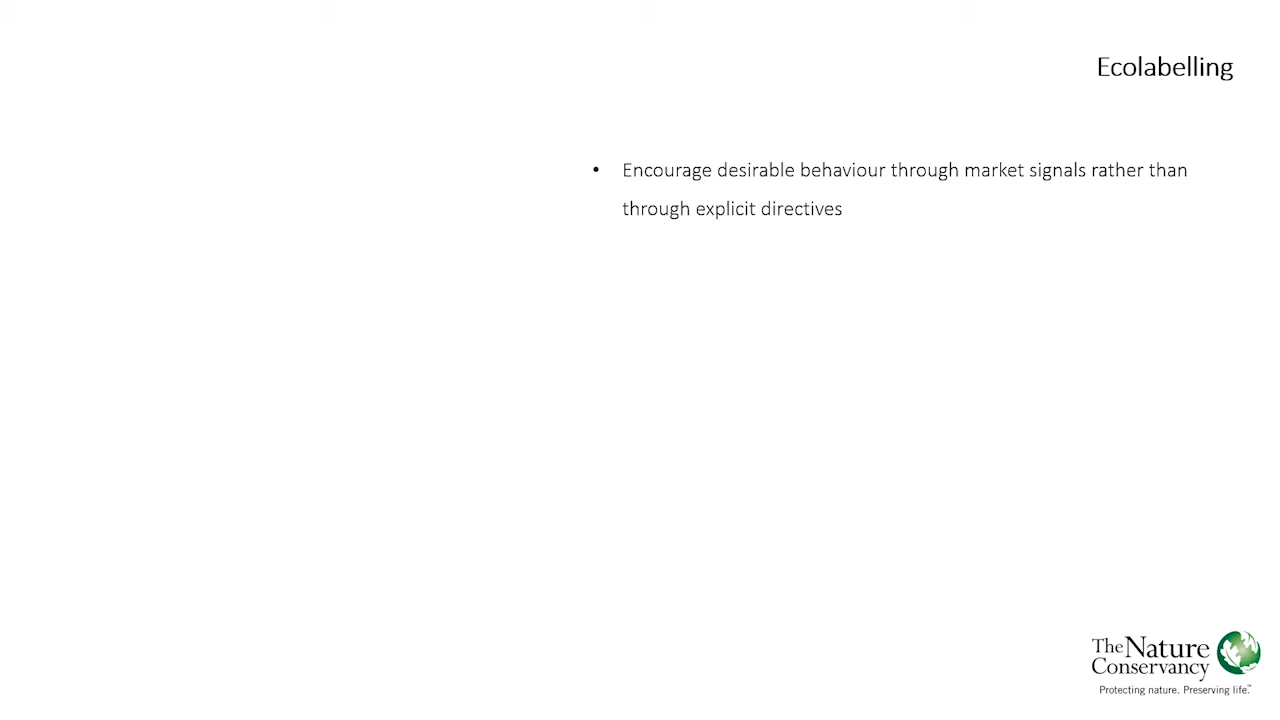 Ecolabelling
• Encourage desirable behaviour through market signals rather than
through explicit directives
The Nature
Conservancy
Protecting nature. Preserving life.™